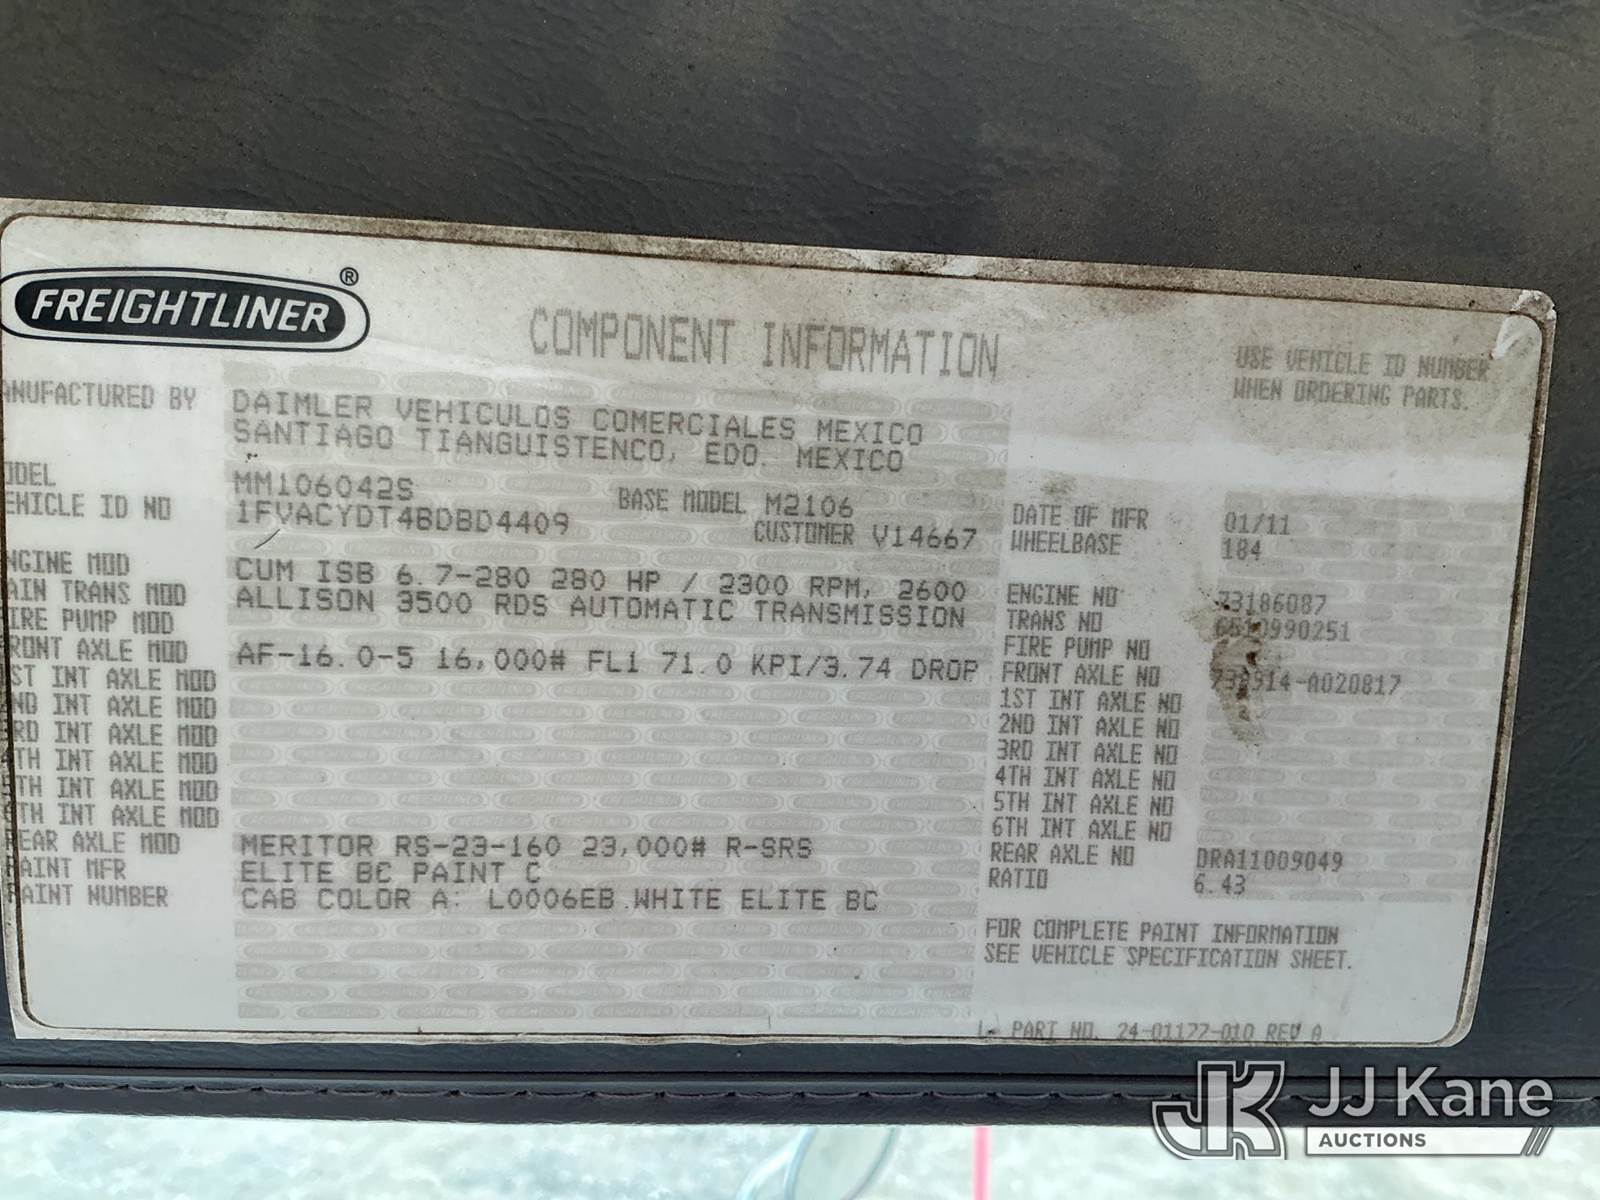 FREIGHTLINER ®
COMPONENT INFORMATION
USE VEHICLE ID NUMBER
WHEN ORDERING PARTS.
ANUFACTURED BY DAIMLER VEHICULOS COMERCIALES MEXICO
SANTIAGO TIANGUISTENCO, EDO. MEXICO
ODEL MM106042S BASE MODEL M2106
EHICLE ID NO 1FVACYDT4BDBD4409 CUSTOMER V14667
DATE OF MFR 01/11
WHEELBASE 184
NGINE MOD CUM ISB 6.7-280 280 HP / 2300 RPM, 2600 ENGINE NO 73186087
AIN TRANS MOD ALLISON 3500 RDS AUTOMATIC TRANSMISSION TRANS NO 6510990251
IRE PUMP MOD FIRE PUMP NO
RONT AXLE MOD AF-16.0-5 16,000# FL1 71.0 KPI/3.74 DROP FRONT AXLE NO
ST INT AXLE MOD 1ST INT AXLE NO
ND INT AXLE MOD 2ND INT AXLE NO
RD INT AXLE MOD 3RD INT AXLE NO
TH INT AXLE MOD 4TH INT AXLE NO
TH INT AXLE MOD 5TH INT AXLE NO
TH INT AXLE MOD 6TH INT AXLE NO
REAR AXLE MOD MERITOR RS-23-160 23,000# R-SRS REAR AXLE NO DRA11009049
PAINT MFR ELITE BC PAINT C RATIO 6.43
PAINT NUMBER CAB COLOR A: L0006EB WHITE ELITE BC
FOR COMPLETE PAINT INFORMATION
SEE VEHICLE SPECIFICATION SHEET.
PART NO. 24-01177-010 REV A
JK JJ Kane
AUCTIONS